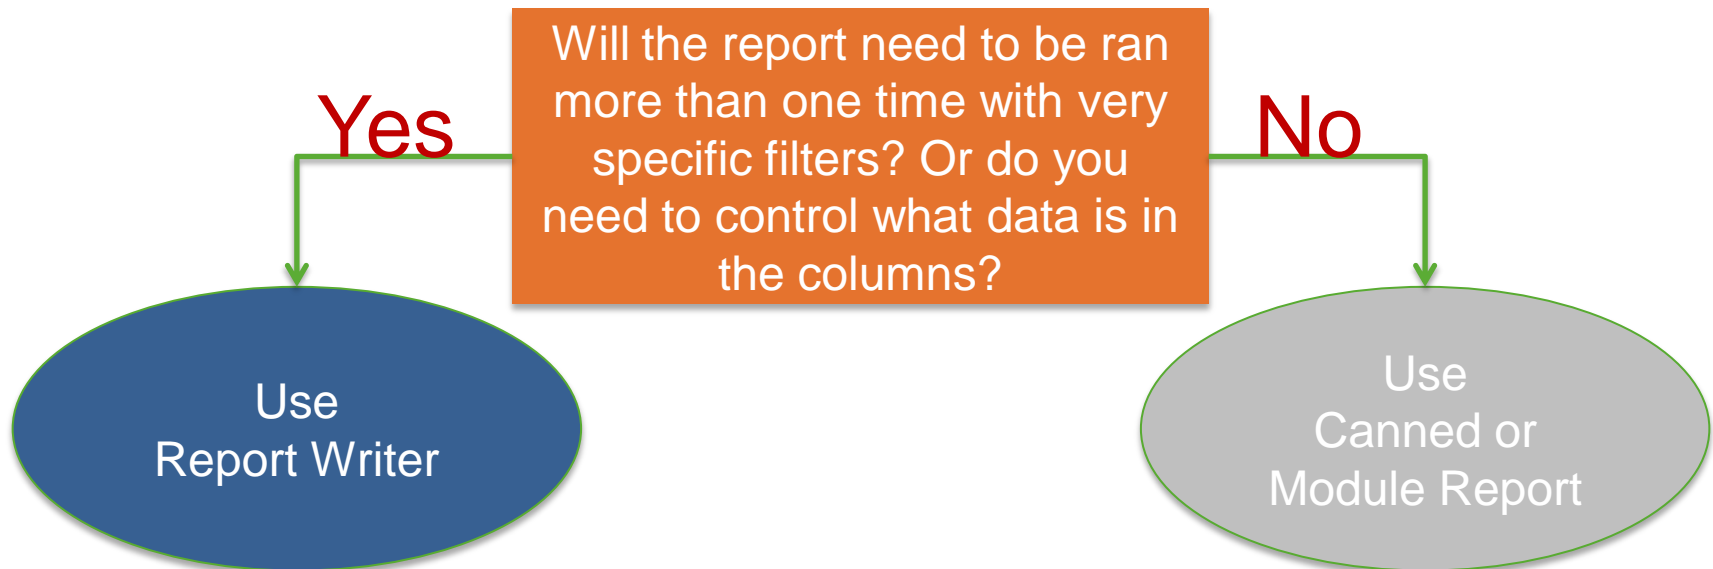 Will the report need to be ran
more than one time with very
specific filters? Or do you
need to control what data is in
the columns?
Yes
No
Use
Report Writer
Use
Canned or
Module Report